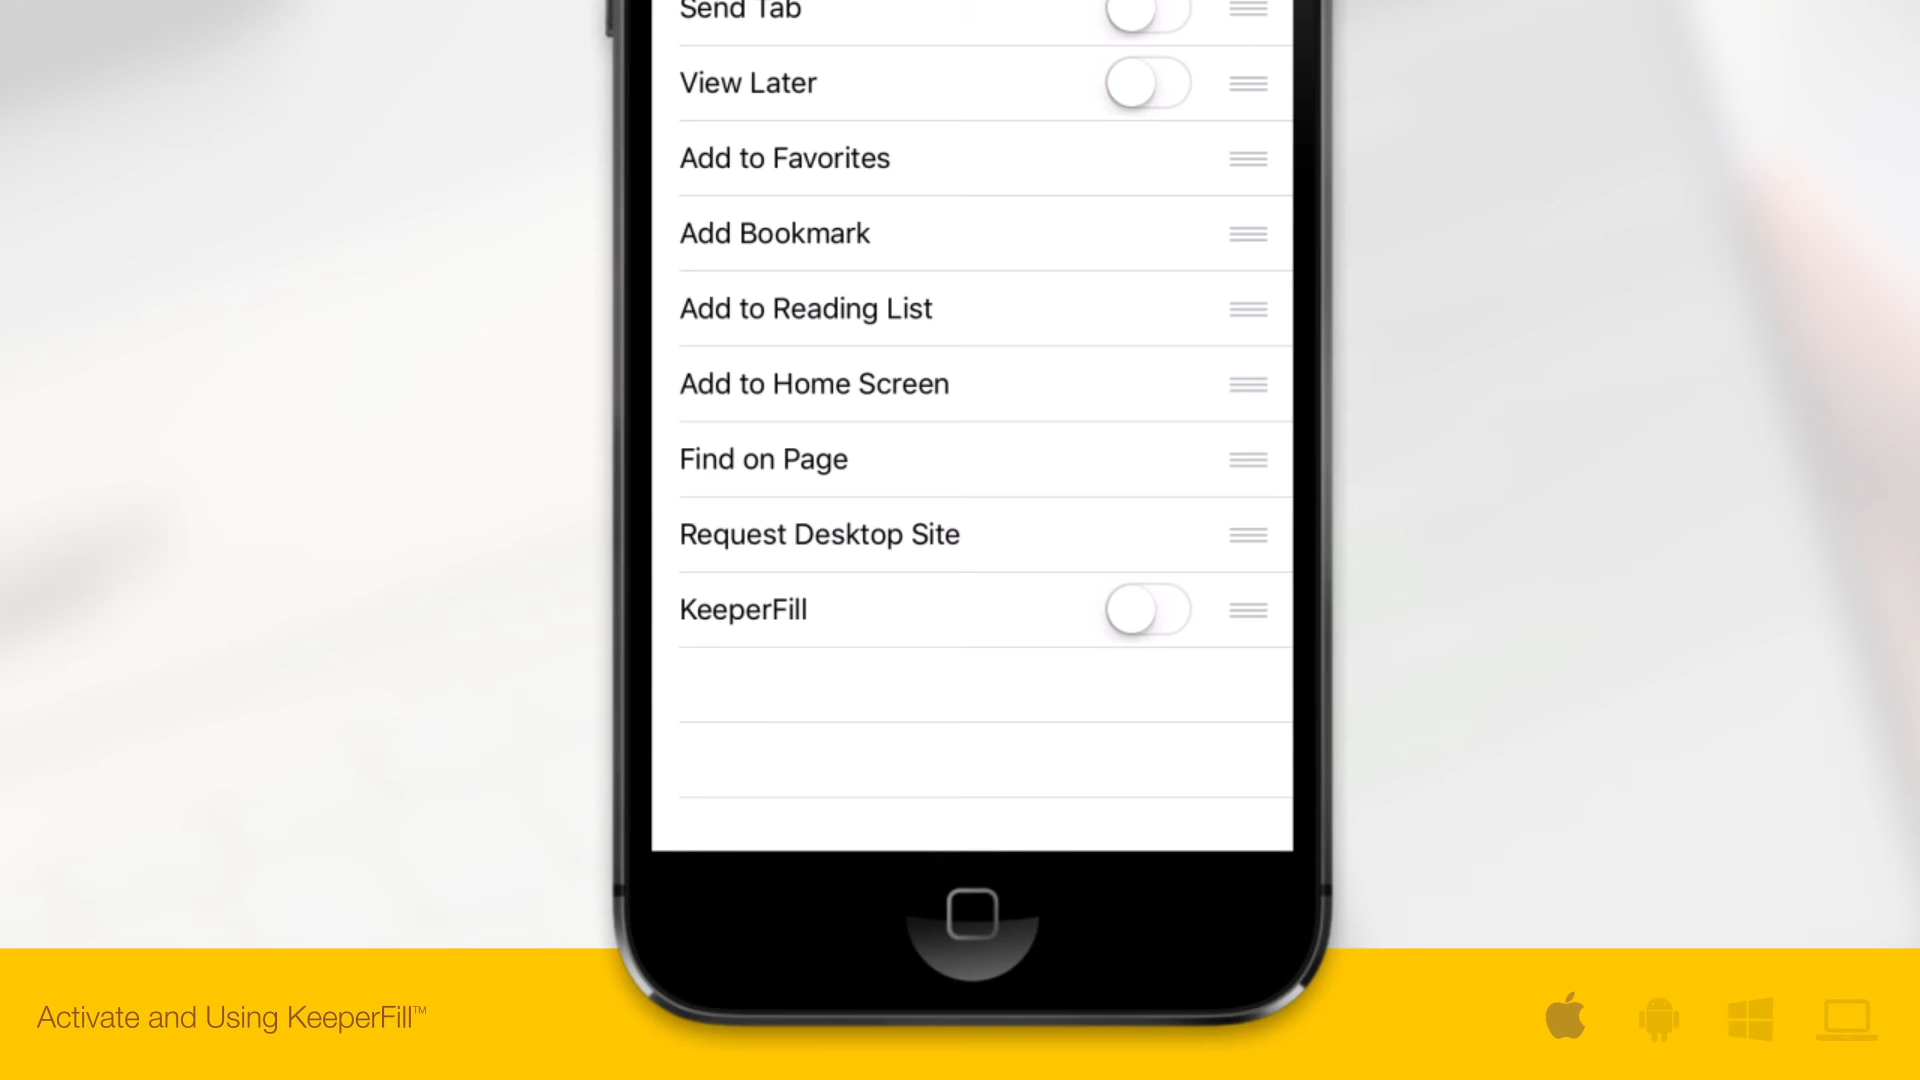 Send Tab
View Later
Add to Favorites
Add Bookmark
Add to Reading List
Add to Home Screen
Find on Page
Request Desktop Site
KeeperFill
Activate and Using KeeperFill™